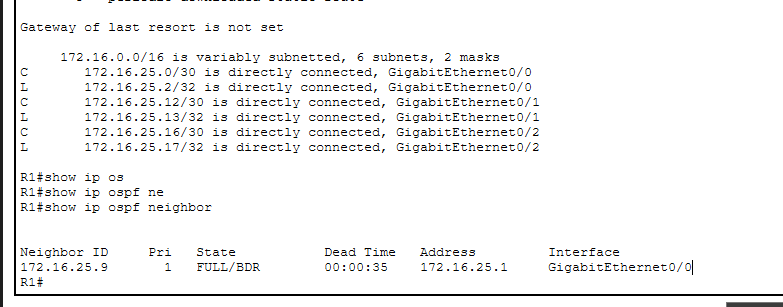 Gateway of last resort is not set
172.16.0.0/16 is variably subnetted, 6 subnets, 2 masks
C 172.16.25.0/30 is directly connected, GigabitEthernet0/0
L 172.16.25.2/32 is directly connected, GigabitEthernet0/0
C 172.16.25.12/30 is directly connected, GigabitEthernet0/1
L 172.16.25.13/32 is directly connected, GigabitEthernet0/1
C 172.16.25.16/30 is directly connected, GigabitEthernet0/2
L 172.16.25.17/32 is directly connected, GigabitEthernet0/2
R1#show ip os
R1#show ip ospf ne
R1#show ip ospf neighbor
Neighbor ID Pri State Dead Time Address Interface
172.16.25.9 1 FULL/BDR 00:00:35 172.16.25.1 GigabitEthernet0/0
R1#